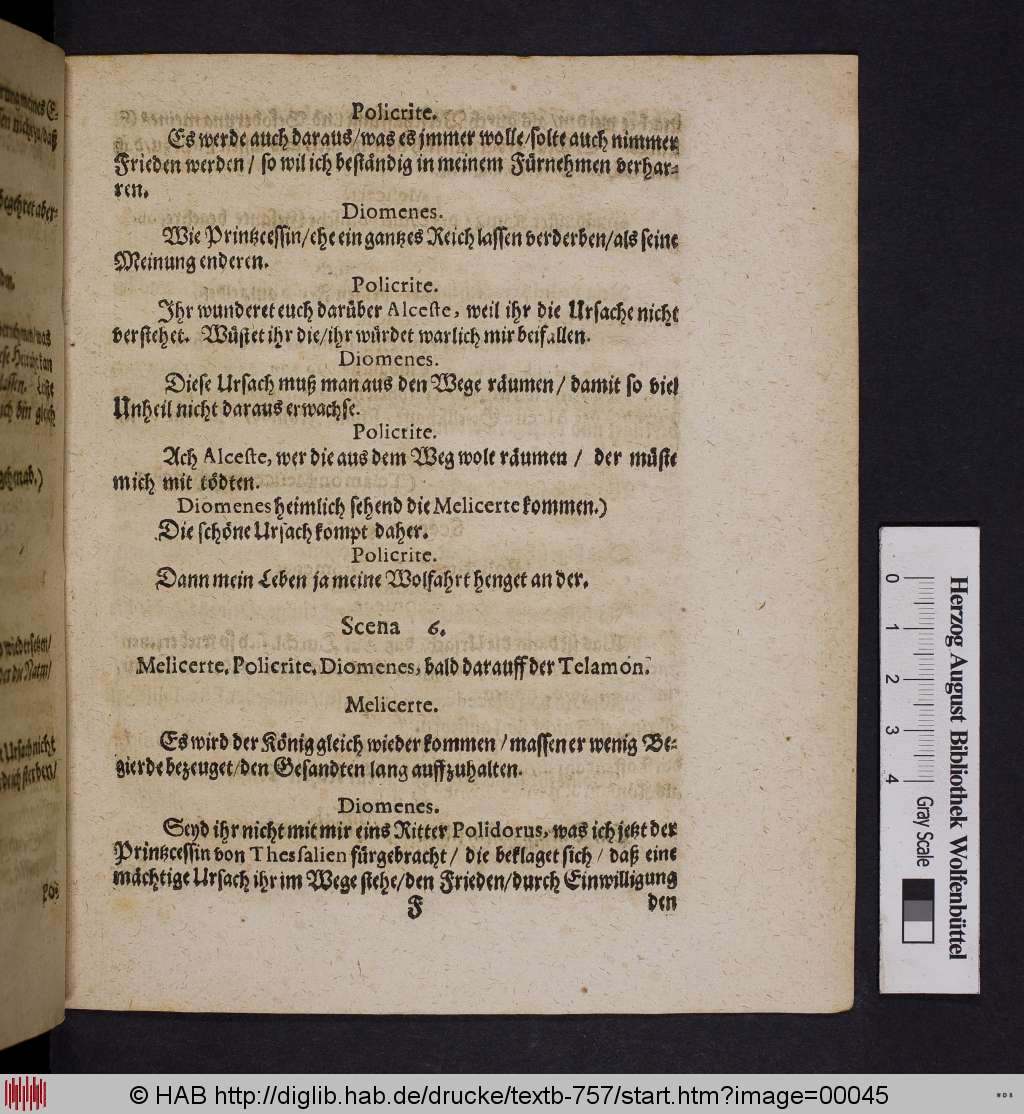 Policrite.
Es werde auch daraus/was es jmmer wolle/solte auch nimmer
Frieden werden / so wil ich beständig in meinem Fürnehmen verhar-
ren.
Diomenes.
Wie Printzcessin/ehe ein gantzes Reich lassen verderben/als seine
Meinung enderen.
Policrite.
Ihr wunderet euch darüber Alceste, weil ihr die Ursache nicht
verstehet. Wüstet ihr die/ihr würdet warlich mir beifallen.
Diomenes.
Diese Ursach muß man aus den Wege räumen / damit so viel
Unheil nicht daraus erwachse.
Policrite.
Ach Alceste, wer die aus dem Weg wolt räumen / der müste
mich mit tödten.
Diomenes heimlich sehend die Melicerte kommen.)
Die schöne Ursach kompt daher.
Policrite.
Dann mein Leben ja meine Wolfahrt henget an der.
Scena 6.
Melicerte. Policrite. Diomenes, bald darauff der Telamon.
Melicerte.
Es wird der König gleich wieder kommen / massen er wenig Be-
gierde bezeuget/den Gesandten lang auffzuhalten.
Diomenes.
Seyd ihr nicht mit mir eins Ritter Polidorus, was ich jetzt der
Printzcessin von Thessalien fürgebracht / die beklaget sich / daß eine
mächtige Ursach ihr im Wege stehe/den Frieden/durch Einwilligung
F den
Herzog August Bibliothek Wolfenbüttel
0 1 2 3 4 Gray Scale
© HAB http://diglib.hab.de/drucke/textb-757/start.htm?image=00045